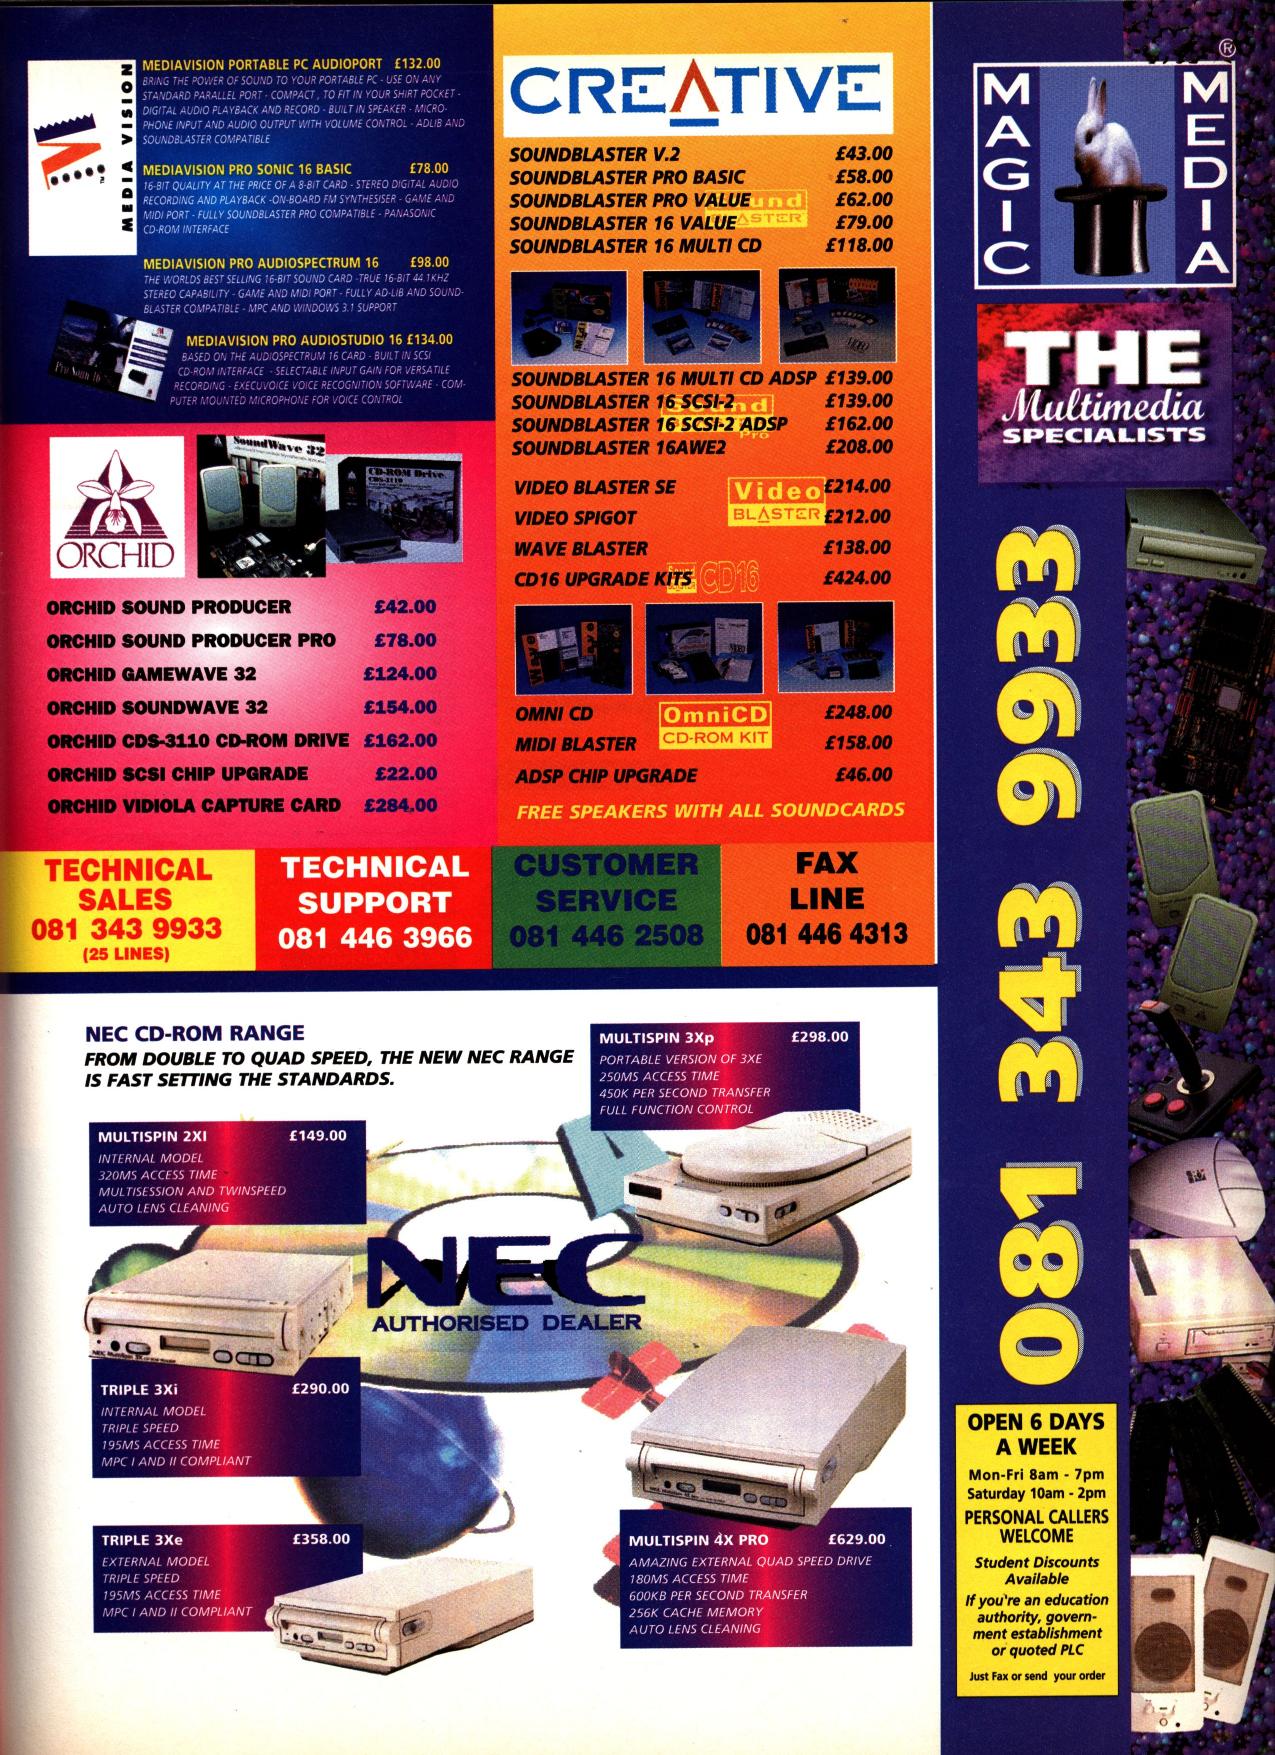 MEDIA VISION
MEDIAVISION PORTABLE PC AUDIOPORT £132.00
BRING THE POWER OF SOUND TO YOUR PORTABLE PC - USE ON ANY
STANDARD PARALLEL PORT - COMPACT , TO FIT IN YOUR SHIRT POCKET -
DIGITAL AUDIO PLAYBACK AND RECORD - BUILT IN SPEAKER - MICRO-
PHONE INPUT AND AUDIO OUTPUT WITH VOLUME CONTROL - ADLIB AND
SOUNDBLASTER COMPATIBLE
MEDIAVISION PRO SONIC 16 BASIC £78.00
16-BIT QUALITY AT THE PRICE OF A 8-BIT CARD - STEREO DIGITAL AUDIO
RECORDING AND PLAYBACK -ON-BOARD FM SYNTHESISER - GAME AND
MIDI PORT - FULLY SOUNDBLASTER PRO COMPATIBLE - PANASONIC
CD-ROM INTERFACE
MEDIAVISION PRO AUDIOSPECTRUM 16 £98.00
THE WORLDS BEST SELLING 16-BIT SOUND CARD -TRUE 16-BIT 44.1KHZ
STEREO CAPABILITY - GAME AND MIDI PORT - FULLY AD-LIB AND SOUND-
BLASTER COMPATIBLE - MPC AND WINDOWS 3.1 SUPPORT
Pro Sonic 16
MEDIAVISION PRO AUDIOSTUDIO 16 £134.00
BASED ON THE AUDIOSPECTRUM 16 CARD - BUILT IN SCSI
CD-ROM INTERFACE - SELECTABLE INPUT GAIN FOR VERSATILE
RECORDING - EXECUVOICE VOICE RECOGNITION SOFTWARE - COM-
PUTER MOUNTED MICROPHONE FOR VOICE CONTROL
ORCHID
SoundWave 32
CD-ROM Drive
CDS-3110
ORCHID SOUND PRODUCER £42.00
ORCHID SOUND PRODUCER PRO £78.00
ORCHID GAMEWAVE 32 £124.00
ORCHID SOUNDWAVE 32 £154.00
ORCHID CDS-3110 CD-ROM DRIVE £162.00
ORCHID SCSI CHIP UPGRADE £22.00
ORCHID VIDIOLA CAPTURE CARD £284.00
CREATIVE
SOUNDBLASTER V.2 £43.00
SOUNDBLASTER PRO BASIC £58.00
SOUNDBLASTER PRO VALUE £62.00
SOUNDBLASTER 16 VALUE £79.00
SOUNDBLASTER 16 MULTI CD £118.00
SOUNDBLASTER 16 MULTI CD ADSP £139.00
SOUNDBLASTER 16 SCSI-2 £139.00
SOUNDBLASTER 16 SCSI-2 ADSP £162.00
SOUNDBLASTER 16AWE2 £208.00
VIDEO BLASTER SE £214.00
Video
BLASTER
VIDEO SPIGOT £212.00
WAVE BLASTER £138.00
CD16 UPGRADE KITS £424.00
CD16
OMNI CD £248.00
OmniCD
CD-ROM KIT
MIDI BLASTER £158.00
ADSP CHIP UPGRADE £46.00
FREE SPEAKERS WITH ALL SOUNDCARDS
TECHNICAL
SALES
081 343 9933
(25 LINES)
TECHNICAL
SUPPORT
081 446 3966
CUSTOMER
SERVICE
081 446 2508
FAX
LINE
081 446 4313
NEC CD-ROM RANGE
FROM DOUBLE TO QUAD SPEED, THE NEW NEC RANGE
IS FAST SETTING THE STANDARDS.
MULTISPIN 3Xp £298.00
PORTABLE VERSION OF 3XE
250MS ACCESS TIME
450K PER SECOND TRANSFER
FULL FUNCTION CONTROL
MULTISPIN 2XI £149.00
INTERNAL MODEL
320MS ACCESS TIME
MULTISESSION AND TWINSPEED
AUTO LENS CLEANING
NEC
AUTHORISED DEALER
TRIPLE 3Xi £290.00
INTERNAL MODEL
TRIPLE SPEED
195MS ACCESS TIME
MPC I AND II COMPLIANT
TRIPLE 3Xe £358.00
EXTERNAL MODEL
TRIPLE SPEED
195MS ACCESS TIME
MPC I AND II COMPLIANT
MULTISPIN 4X PRO £629.00
AMAZING EXTERNAL QUAD SPEED DRIVE
180MS ACCESS TIME
600KB PER SECOND TRANSFER
256K CACHE MEMORY
AUTO LENS CLEANING
MAGIC MEDIA ®
THE
Multimedia
SPECIALISTS
081 343 9933
OPEN 6 DAYS
A WEEK
Mon-Fri 8am - 7pm
Saturday 10am - 2pm
PERSONAL CALLERS
WELCOME
Student Discounts
Available
If you're an education
authority, govern-
ment establishment
or quoted PLC
Just Fax or send your order